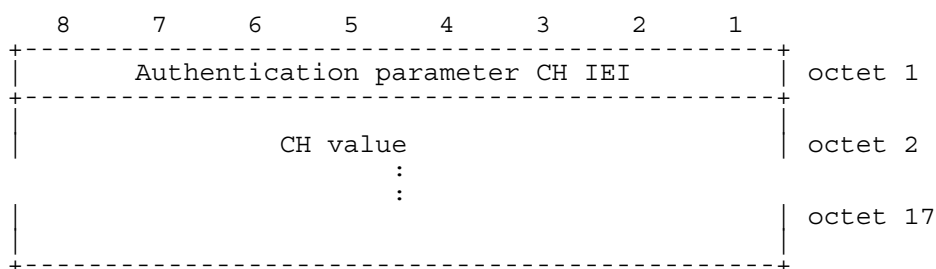 8 7 6 5 4 3 2 1
+---------------------------------------+
| Authentication parameter CH IEI | octet 1
+---------------------------------------+
| |
| CH value | octet 2
:
:
| | octet 17
| |
+---------------------------------------+